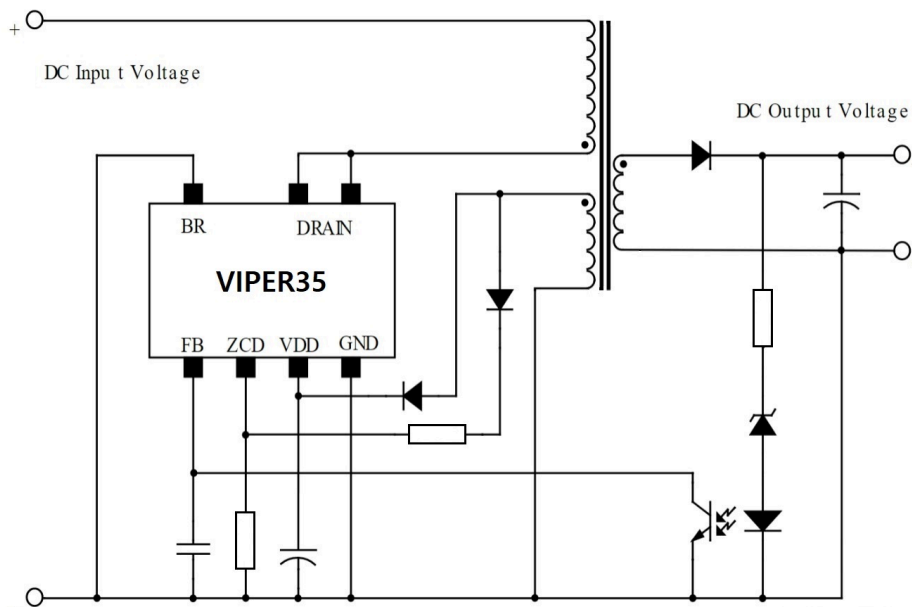 +
DC Input Voltage
DC Output Voltage
BR DRAIN
VIPER35
FB ZCD VDD GND